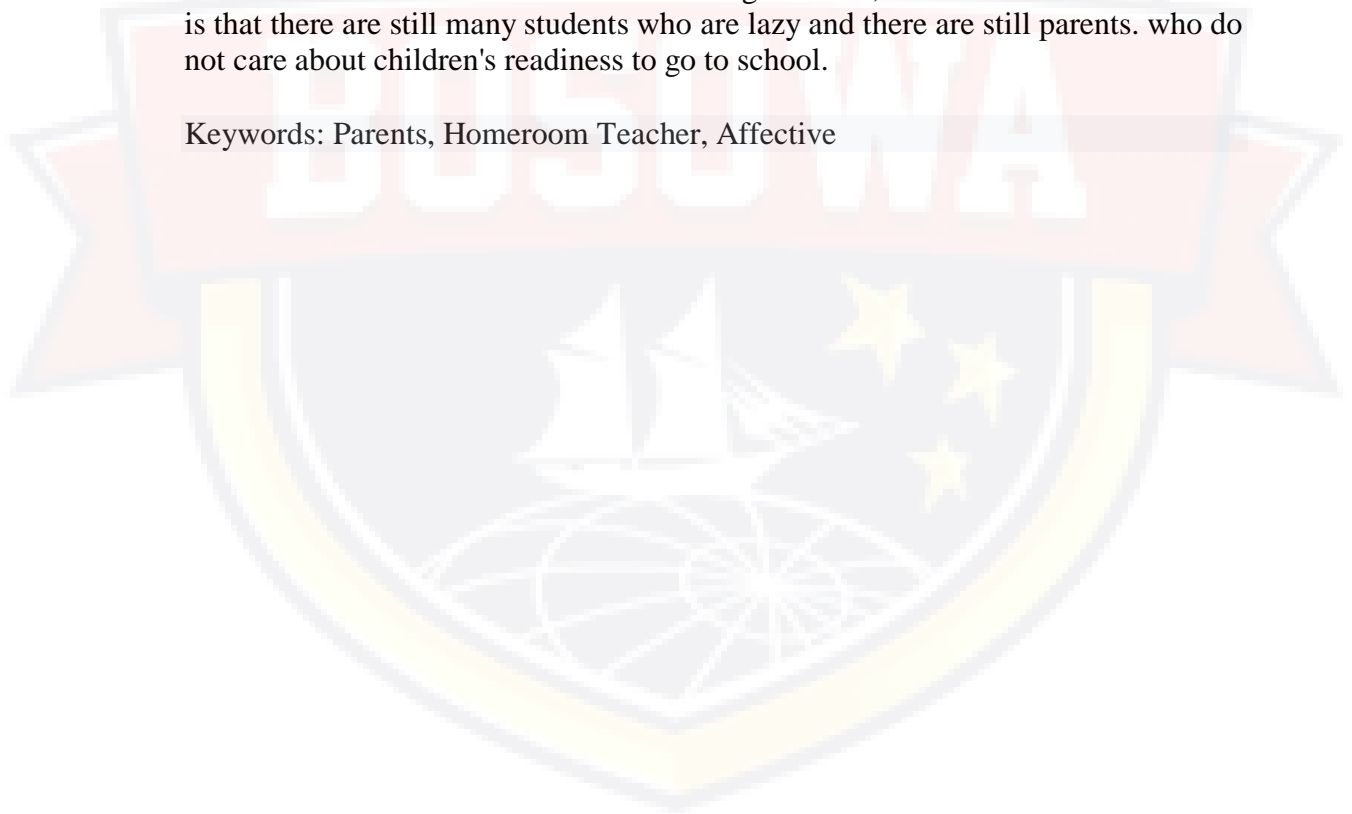 is that there are still many students who are lazy and there are still parents. who do
not care about children's readiness to go to school.
Keywords: Parents, Homeroom Teacher, Affective
BOSOWA